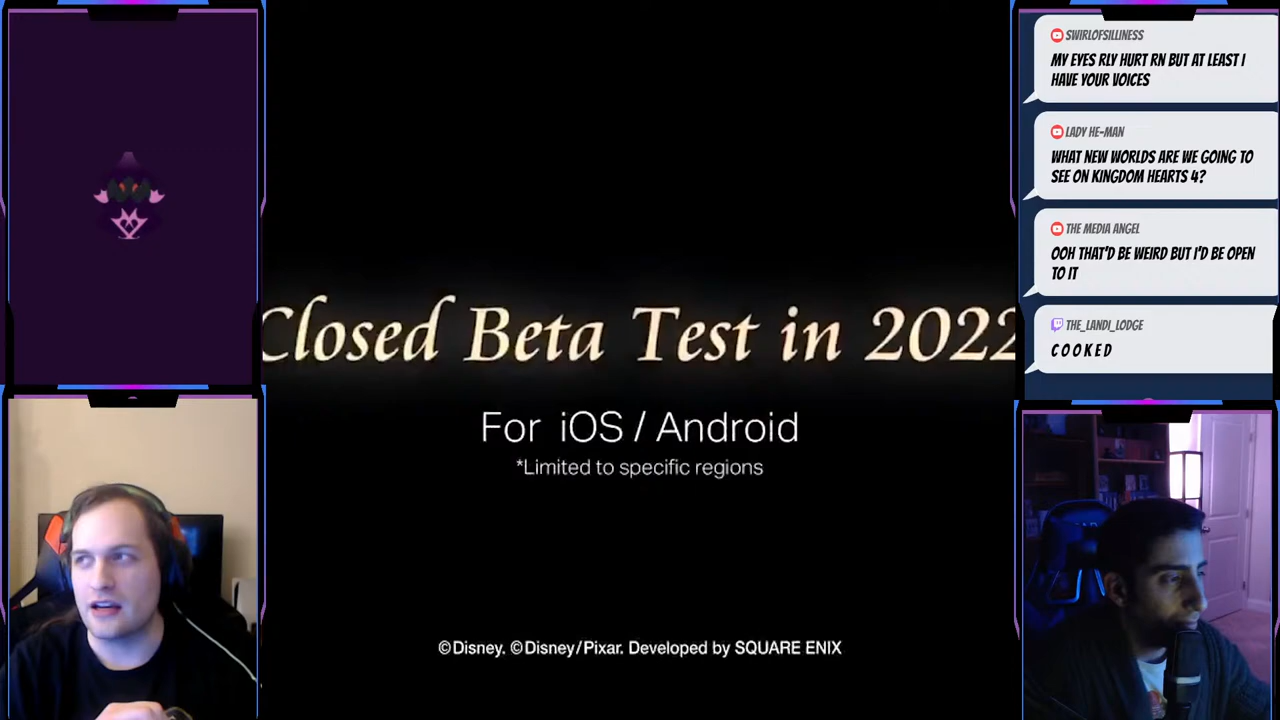 Closed Beta Test in 2022
For iOS / Android
*Limited to specific regions
©Disney. ©Disney/Pixar. Developed by SQUARE ENIX
SWIRLOFSILLINESS
MY EYES RLY HURT RN BUT AT LEAST I
HAVE YOUR VOICES
LADY HE-MAN
WHAT NEW WORLDS ARE WE GOING TO
SEE ON KINGDOM HEARTS 4?
THE MEDIA ANGEL
OOH THAT'D BE WEIRD BUT I'D BE OPEN
TO IT
THE_LANDI_LODGE
C O O K E D